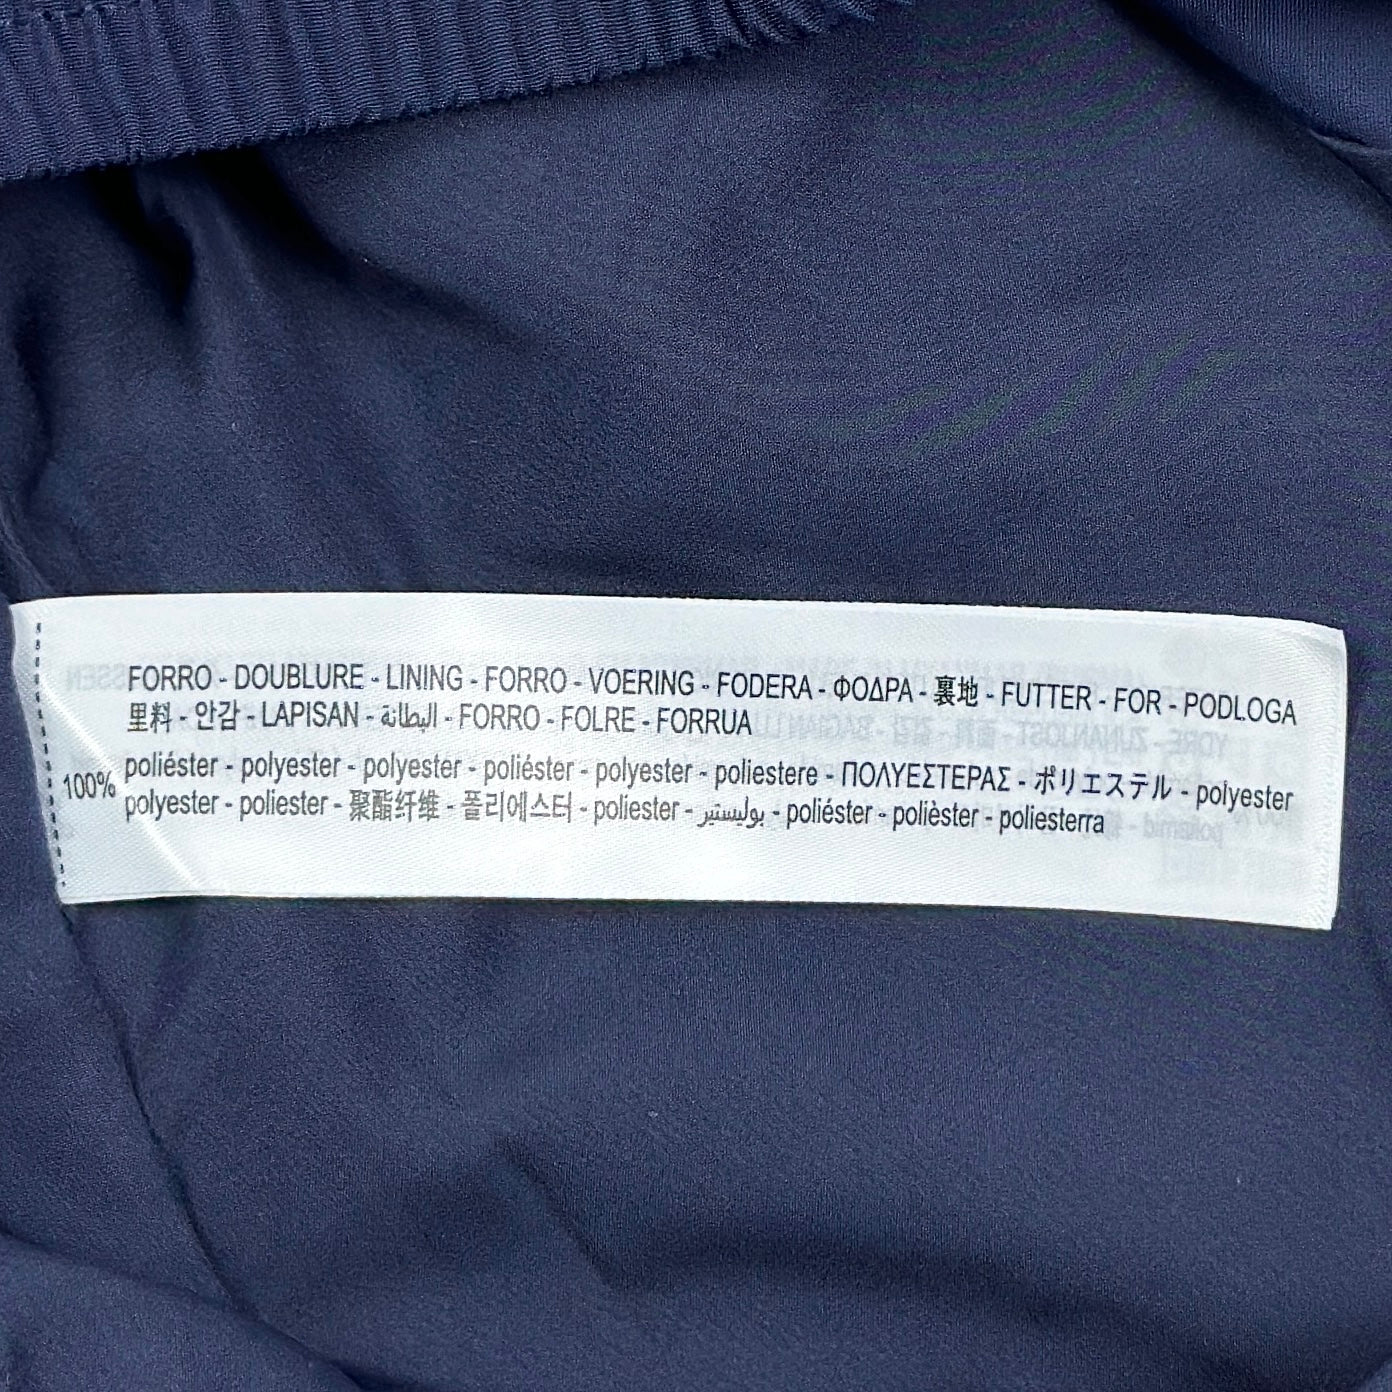 FORRO - DOUBLURE - LINING - FORRO - VOERING - FODERA - ΦΟΔΡΑ - 裏地 - FUTTER - FOR - PODLOGA
里料 - 안감 - LAPISAN - البطانة - FORRO - FOLRE - FORRUA
100% poliéster - polyester - polyester - poliéster - polyester - poliestere - ΠΟΛΥΕΣΤΕΡΑΣ - ポリエステル - polyester
polyester - poliester - 聚酯纤维 - 폴리에스터 - poliester - بوليستير - poliéster - polièster - poliesterra